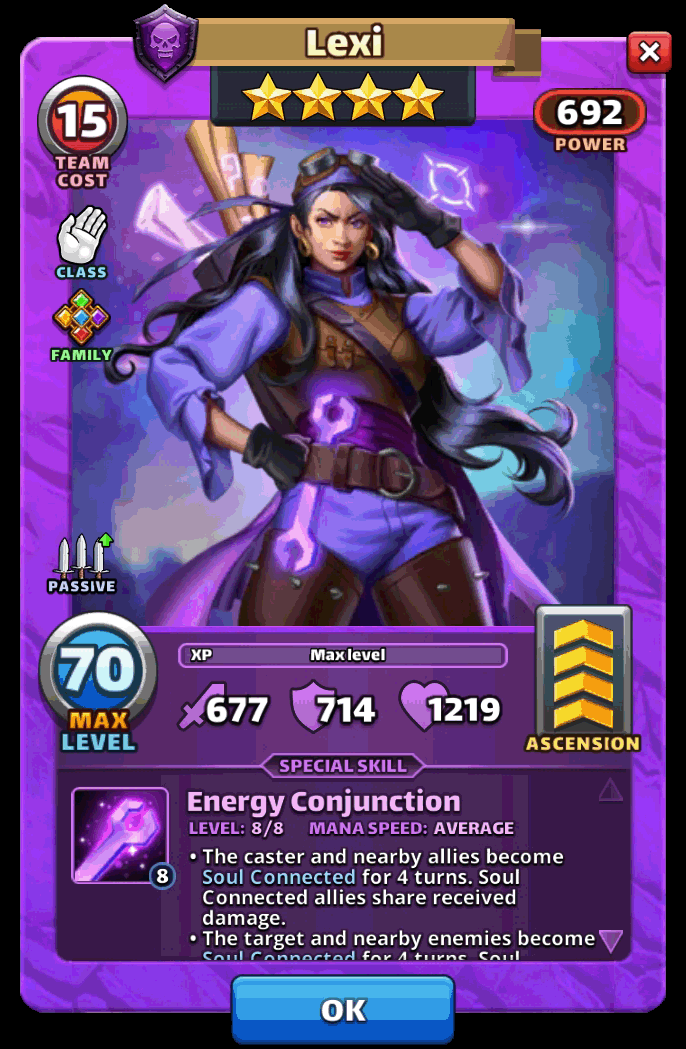 Lexi
15
TEAM
COST
692
POWER
CLASS
FAMILY
PASSIVE
70
MAX
LEVEL
XP Max level
677 714 1219
ASCENSION
SPECIAL SKILL
Energy Conjunction
LEVEL: 8/8 MANA SPEED: AVERAGE
8
• The caster and nearby allies become
Soul Connected for 4 turns. Soul
Connected allies share received
damage.
• The target and nearby enemies become
Soul Connected for 4 turns. Soul
OK